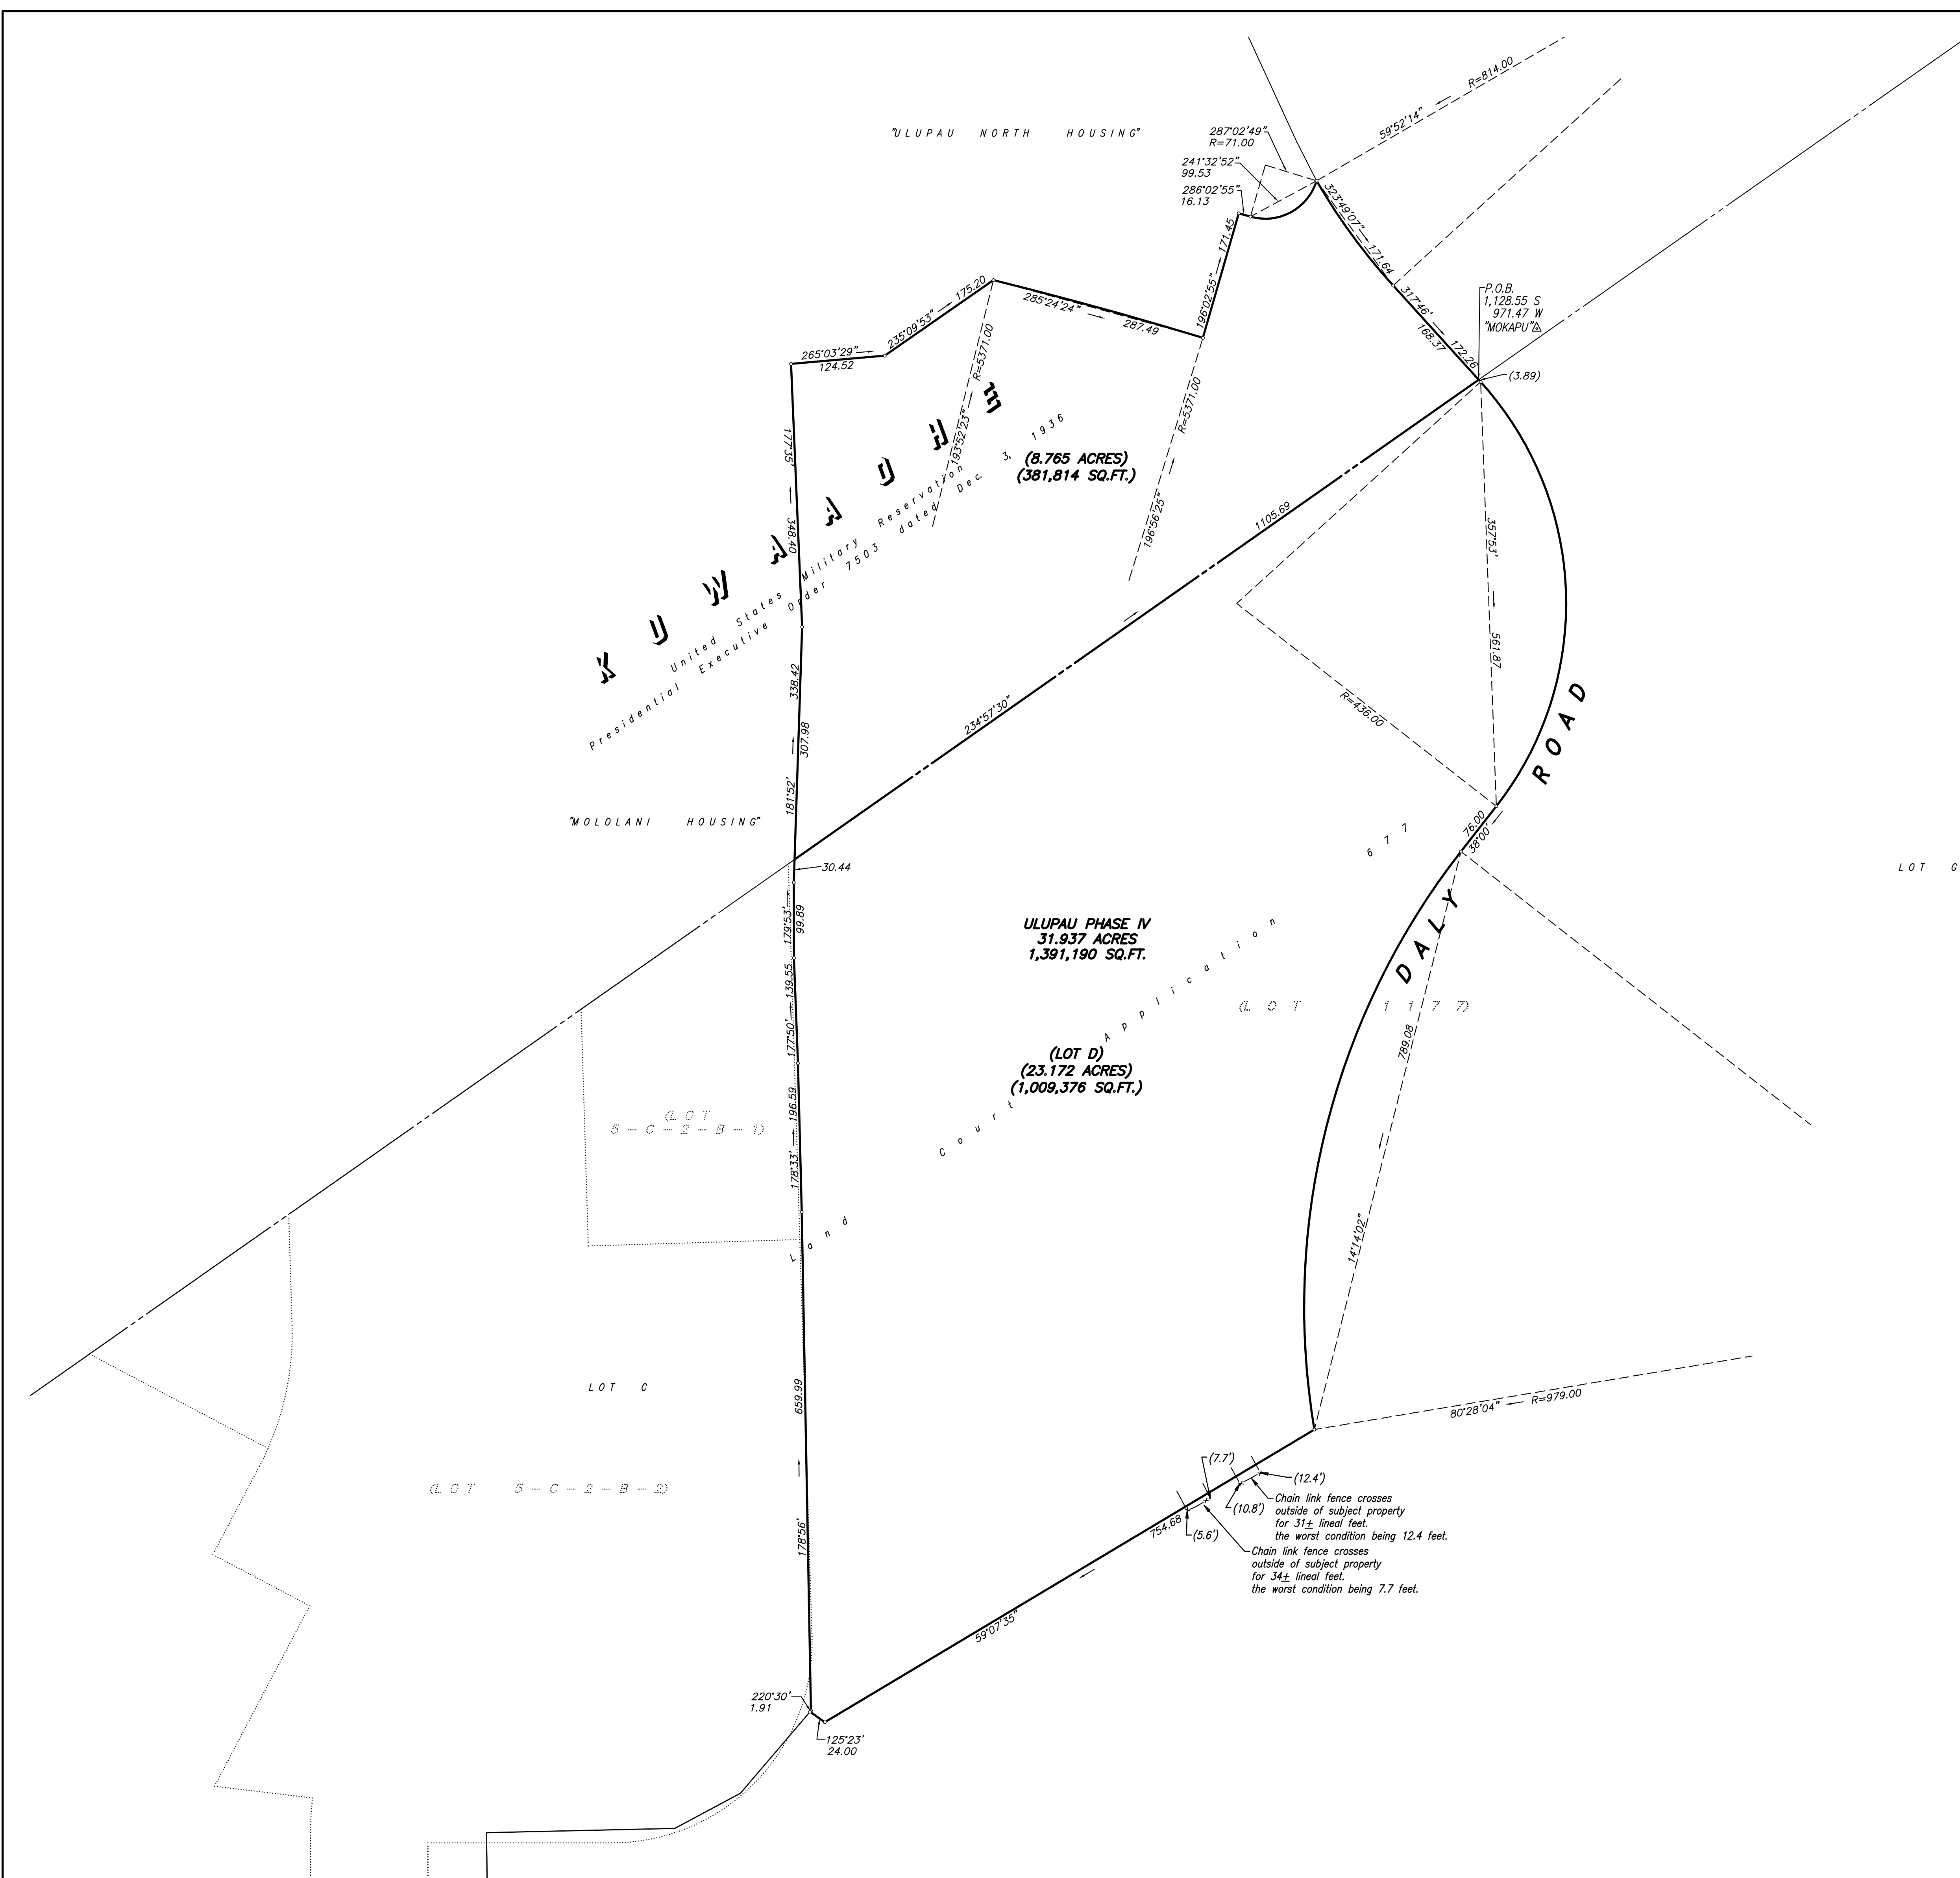 R=814.00
59°52'14"
"ULUPAU NORTH HOUSING"
287°02'49"
R=71.00
241°32'52"
99.53
286°02'55"
16.13
323°49'07"
171.64
171.45
196°02'55"
317°46'
168.37
172.26
P.O.B.
1,128.55 S
971.47 W
"MOKAPU"
(3.89)
175.20
235°09'53"
285°24'24"
287.49
265°03'29"
124.52
R=5371.00
193°52'23"
R=5371.00
196°56'25"
177°35'
348.40
KUWAAOHE
United States Military Reservation
Presidential Executive Order 7503 dated Dec. 3, 1936
(8.765 ACRES)
(381,814 SQ.FT.)
1105.69
234°57'30"
357°53'
561.87
R=436.00
338.42
307.98
181°52'
"MOLOLANI HOUSING"
30.44
DALY ROAD
76.00
38°00'
LOT G
179°53'
99.89
ULUPAU PHASE IV
31.937 ACRES
1,391,190 SQ.FT.
139.55
177°50'
(LOT 1177)
Land Court Application 677
(LOT D)
(23.172 ACRES)
(1,009,376 SQ.FT.)
789.08
14°14'02"
196.59
178°33'
(LOT
5-C-2-B-1)
LOT C
659.99
178°56'
(LOT 5-C-2-B-2)
80°28'04"
R=979.00
(7.7')
(12.4')
(10.8')
(5.6')
Chain link fence crosses
outside of subject property
for 31± lineal feet.
the worst condition being 12.4 feet.
Chain link fence crosses
outside of subject property
for 34± lineal feet.
the worst condition being 7.7 feet.
754.68
59°07'35"
220°30'
1.91
125°23'
24.00